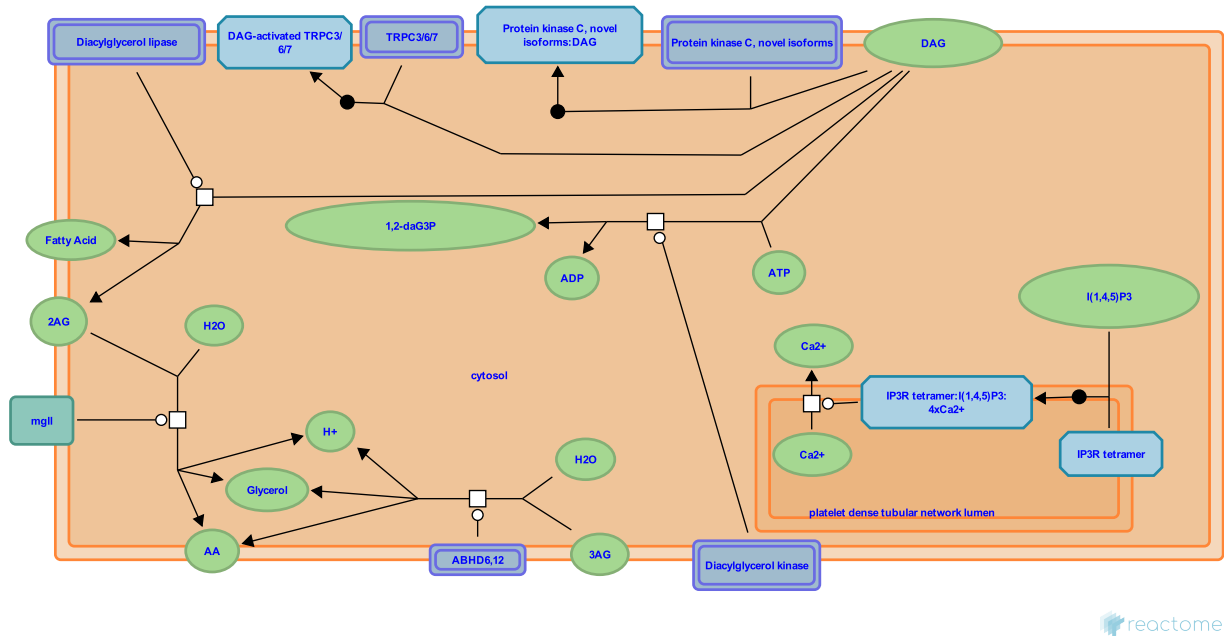 Diacylglycerol lipase
DAG-activated TRPC3/
6/7
TRPC3/6/7
Protein kinase C, novel
isoforms:DAG
Protein kinase C, novel isoforms
DAG
Fatty Acid
1,2-daG3P
ADP
ATP
I(1,4,5)P3
2AG
H2O
Ca2+
cytosol
IP3R tetramer:I(1,4,5)P3:
4xCa2+
mgll
H+
Ca2+
IP3R tetramer
H2O
Glycerol
platelet dense tubular network lumen
AA
ABHD6,12
3AG
Diacylglycerol kinase
reactome